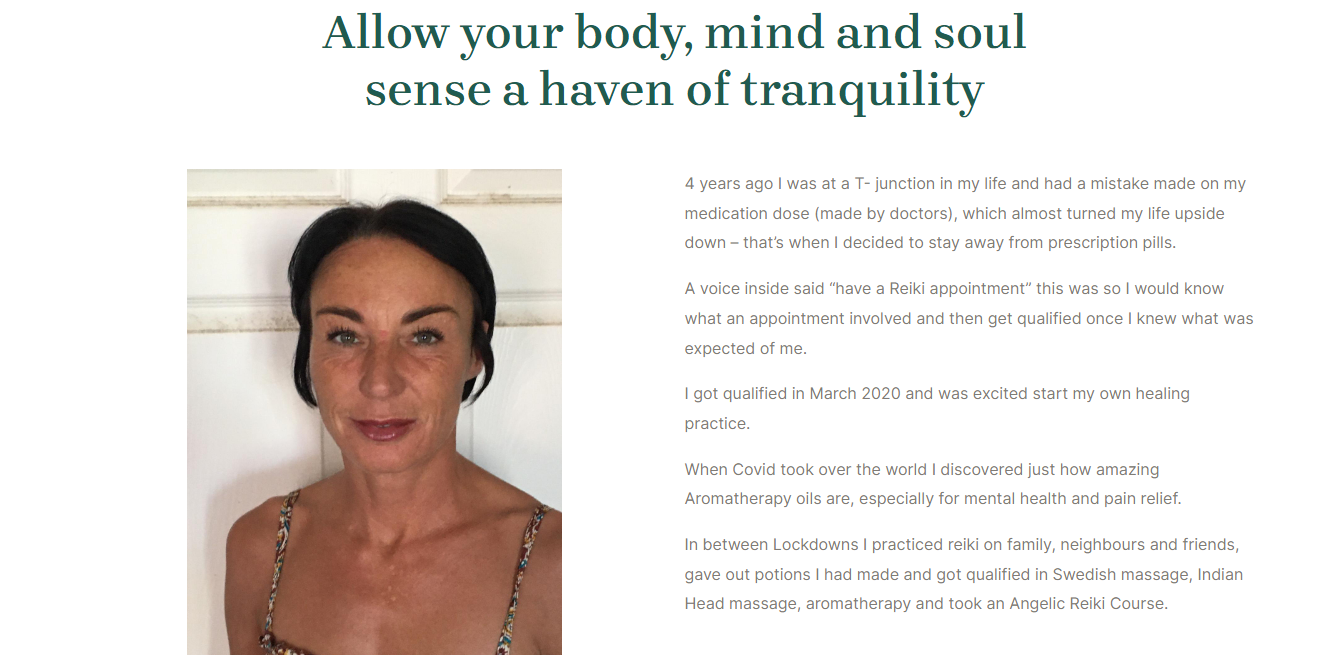 Allow your body, mind and soul
sense a haven of tranquility
4 years ago I was at a T- junction in my life and had a mistake made on my
medication dose (made by doctors), which almost turned my life upside
down – that’s when I decided to stay away from prescription pills.
A voice inside said “have a Reiki appointment” this was so I would know
what an appointment involved and then get qualified once I knew what was
expected of me.
I got qualified in March 2020 and was excited start my own healing
practice.
When Covid took over the world I discovered just how amazing
Aromatherapy oils are, especially for mental health and pain relief.
In between Lockdowns I practiced reiki on family, neighbours and friends,
gave out potions I had made and got qualified in Swedish massage, Indian
Head massage, aromatherapy and took an Angelic Reiki Course.